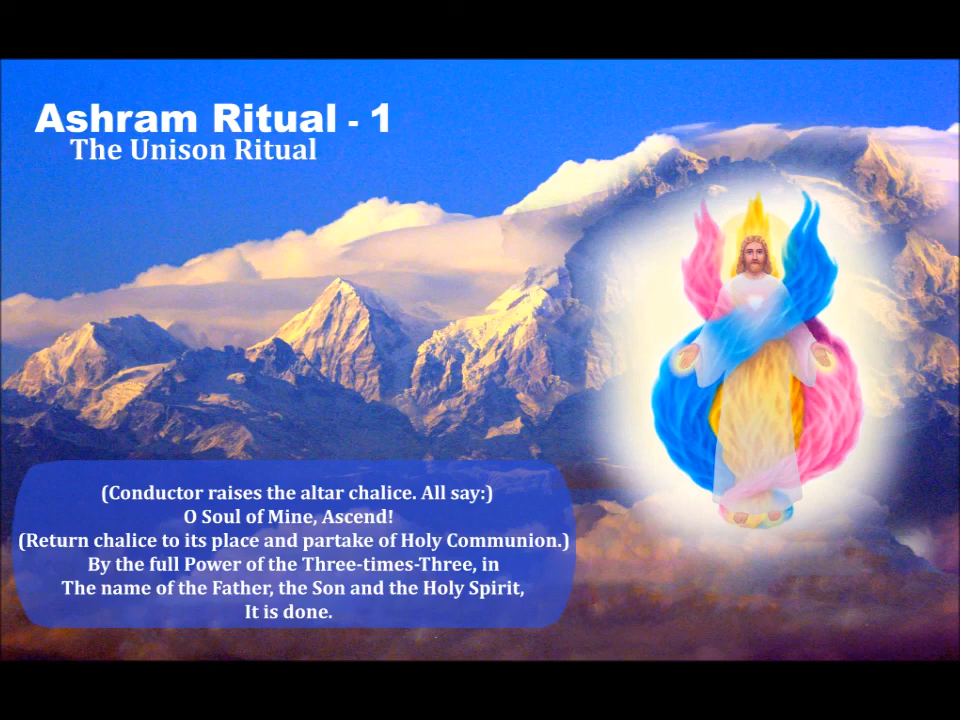 Ashram Ritual - 1
The Unison Ritual
(Conductor raises the altar chalice. All say:)
O Soul of Mine, Ascend!
(Return chalice to its place and partake of Holy Communion.)
By the full Power of the Three-times-Three, in
The name of the Father, the Son and the Holy Spirit,
It is done.